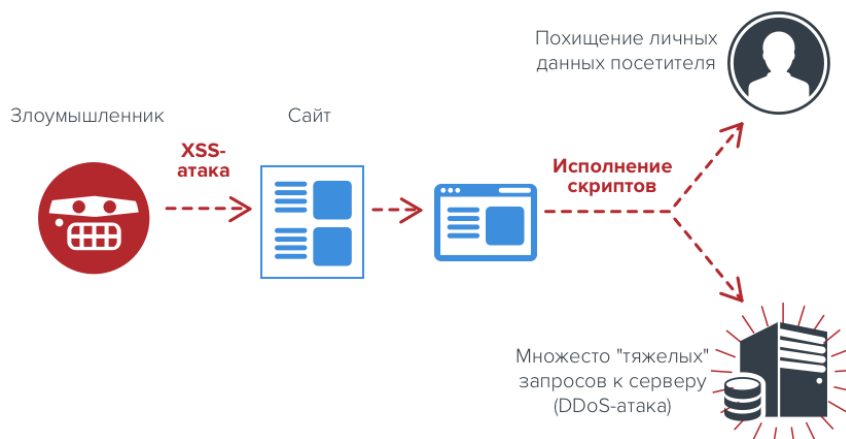 Похищение личных
данных посетителя
Злоумышленник
Сайт
XSS-
атака
Исполнение
скриптов
Множесто "тяжелых"
запросов к серверу
(DDoS-атака)